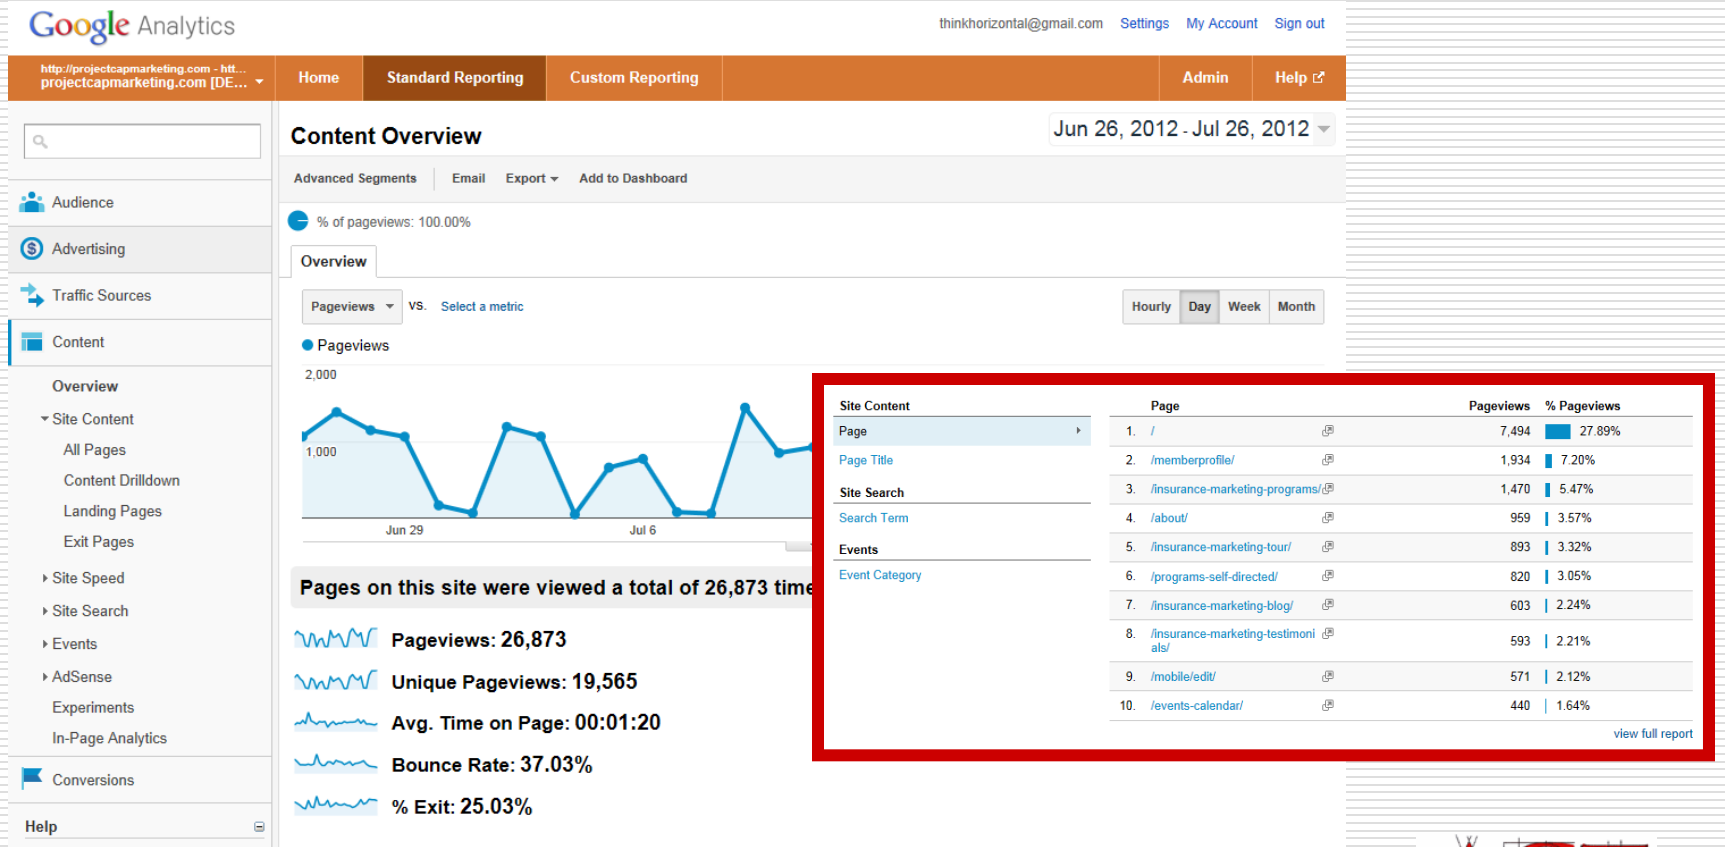 Google Analytics
thinkhorizontal@gmail.com Settings My Account Sign out
http://projectcapmarketing.com - htt...
projectcapmarketing.com [DE...
Home Standard Reporting Custom Reporting Admin Help
Content Overview
Jun 26, 2012 - Jul 26, 2012
Advanced Segments Email Export Add to Dashboard
% of pageviews: 100.00%
Overview
Pageviews VS. Select a metric
Hourly Day Week Month
Pageviews
2,000
1,000
Jun 29 Jul 6
Pages on this site were viewed a total of 26,873 time
Pageviews: 26,873
Unique Pageviews: 19,565
Avg. Time on Page: 00:01:20
Bounce Rate: 37.03%
% Exit: 25.03%
Audience
Advertising
Traffic Sources
Content
Overview
Site Content
All Pages
Content Drilldown
Landing Pages
Exit Pages
Site Speed
Site Search
Events
AdSense
Experiments
In-Page Analytics
Conversions
Help
Site Content
Page
Page Title
Site Search
Search Term
Events
Event Category
Page Pageviews % Pageviews
1. / 7,494 27.89%
2. /memberprofile/ 1,934 7.20%
3. /insurance-marketing-programs/ 1,470 5.47%
4. /about/ 959 3.57%
5. /insurance-marketing-tour/ 893 3.32%
6. /programs-self-directed/ 820 3.05%
7. /insurance-marketing-blog/ 603 2.24%
8. /insurance-marketing-testimoni
als/ 593 2.21%
9. /mobile/edit/ 571 2.12%
10. /events-calendar/ 440 1.64%
view full report